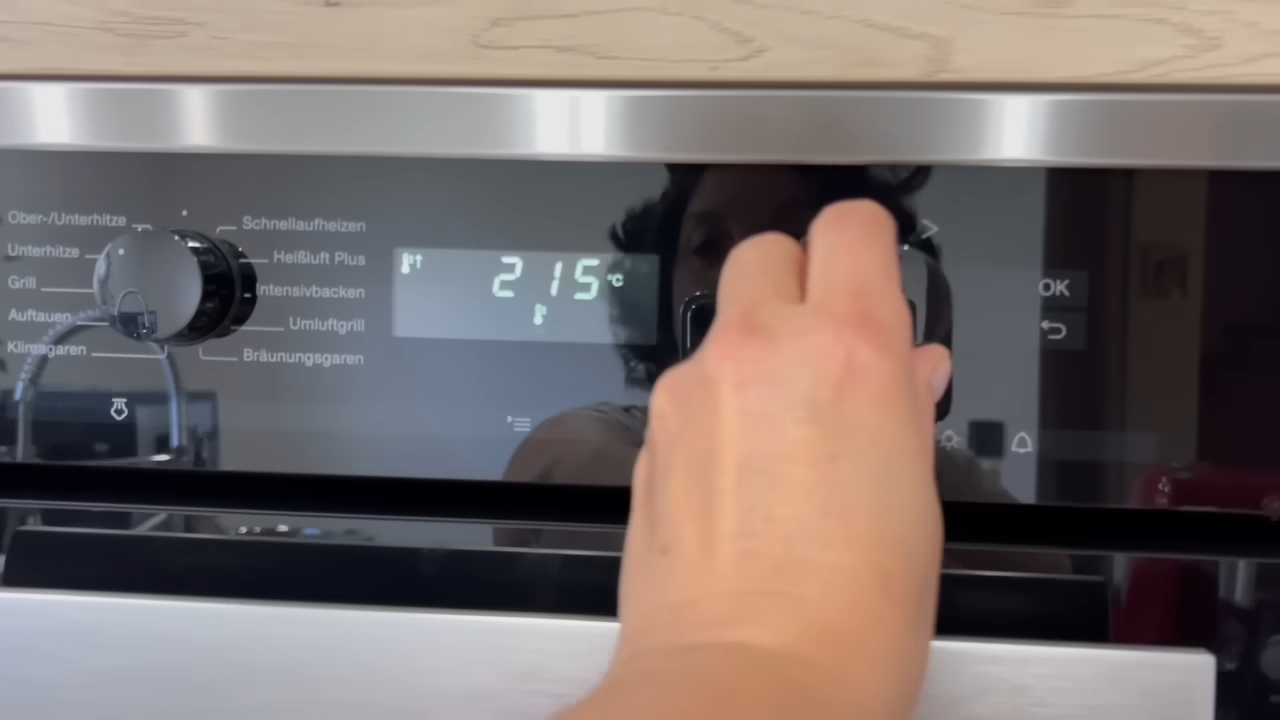 Ober-/Unterhitze
Unterhitze
Grill
Auftauen
Klimagaren
Schnellaufheizen
Heißluft Plus
Intensivbacken
Umluftgrill
Bräunungsgaren
215 °C
OK